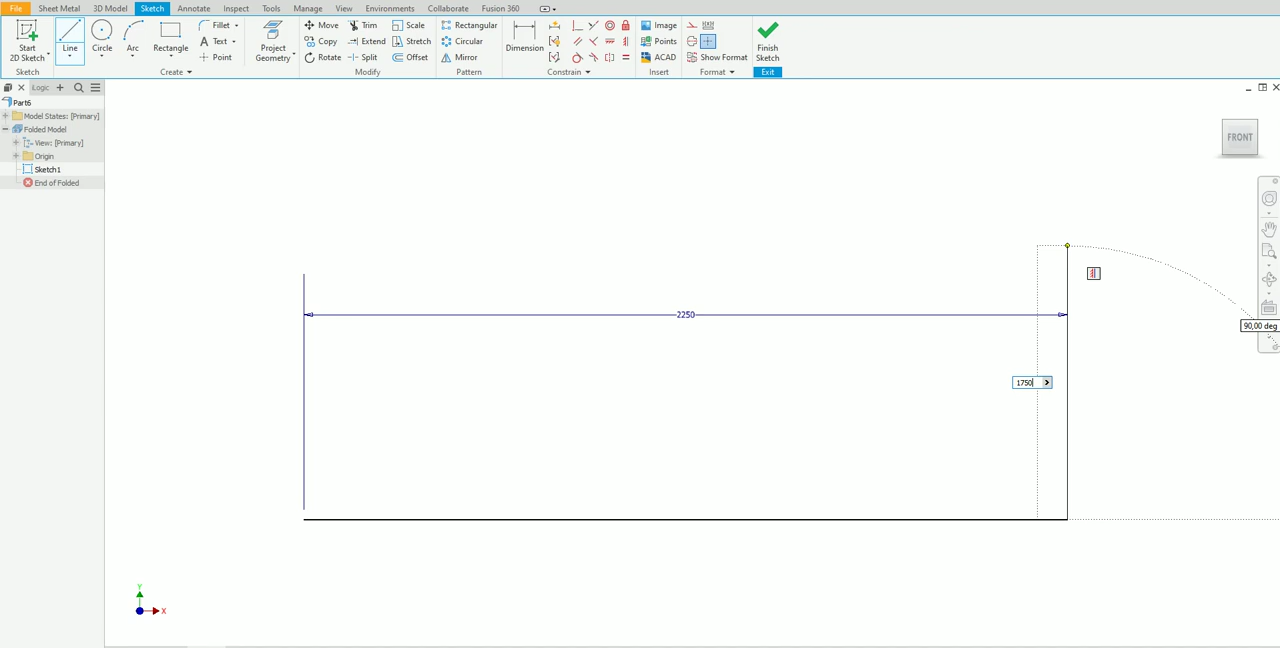 File Sheet Metal 3D Model Sketch Annotate Inspect Tools Manage View Environments Collaborate Fusion 360
Start
2D Sketch
Line
Circle
Arc
Rectangle
Fillet
Text
Point
Project
Geometry
Move
Copy
Rotate
Trim
Extend
Split
Scale
Stretch
Offset
Rectangular
Circular
Mirror
Dimension
Image
Points
ACAD
Show Format
Finish
Sketch
Sketch Create Modify Pattern Constrain Insert Format Exit
Logic
Part6
Model States: [Primary]
Folded Model
View: [Primary]
Origin
Sketch1
End of Folded
FRONT
2250
90,00 deg
1750
Y
X